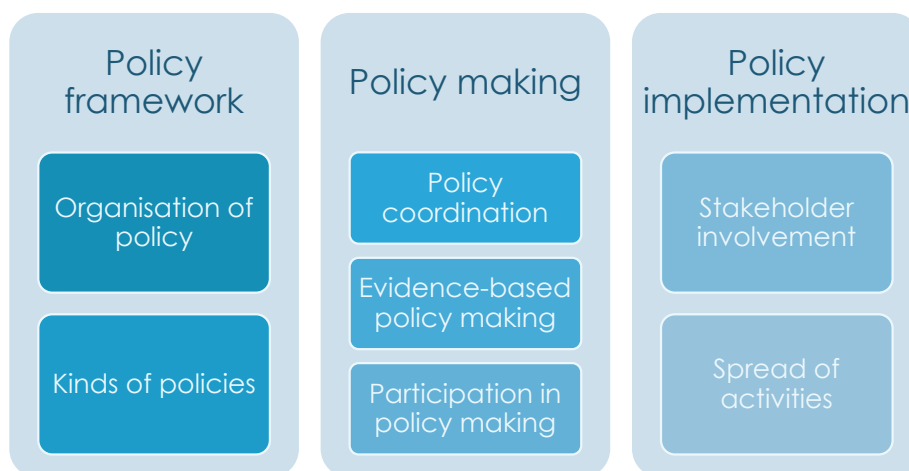 Policy
framework
Organisation of
policy
Kinds of policies
Policy making
Policy
coordination
Evidence-based
policy making
Participation in
policy making
Policy
implementation
Stakeholder
involvement
Spread of
activities